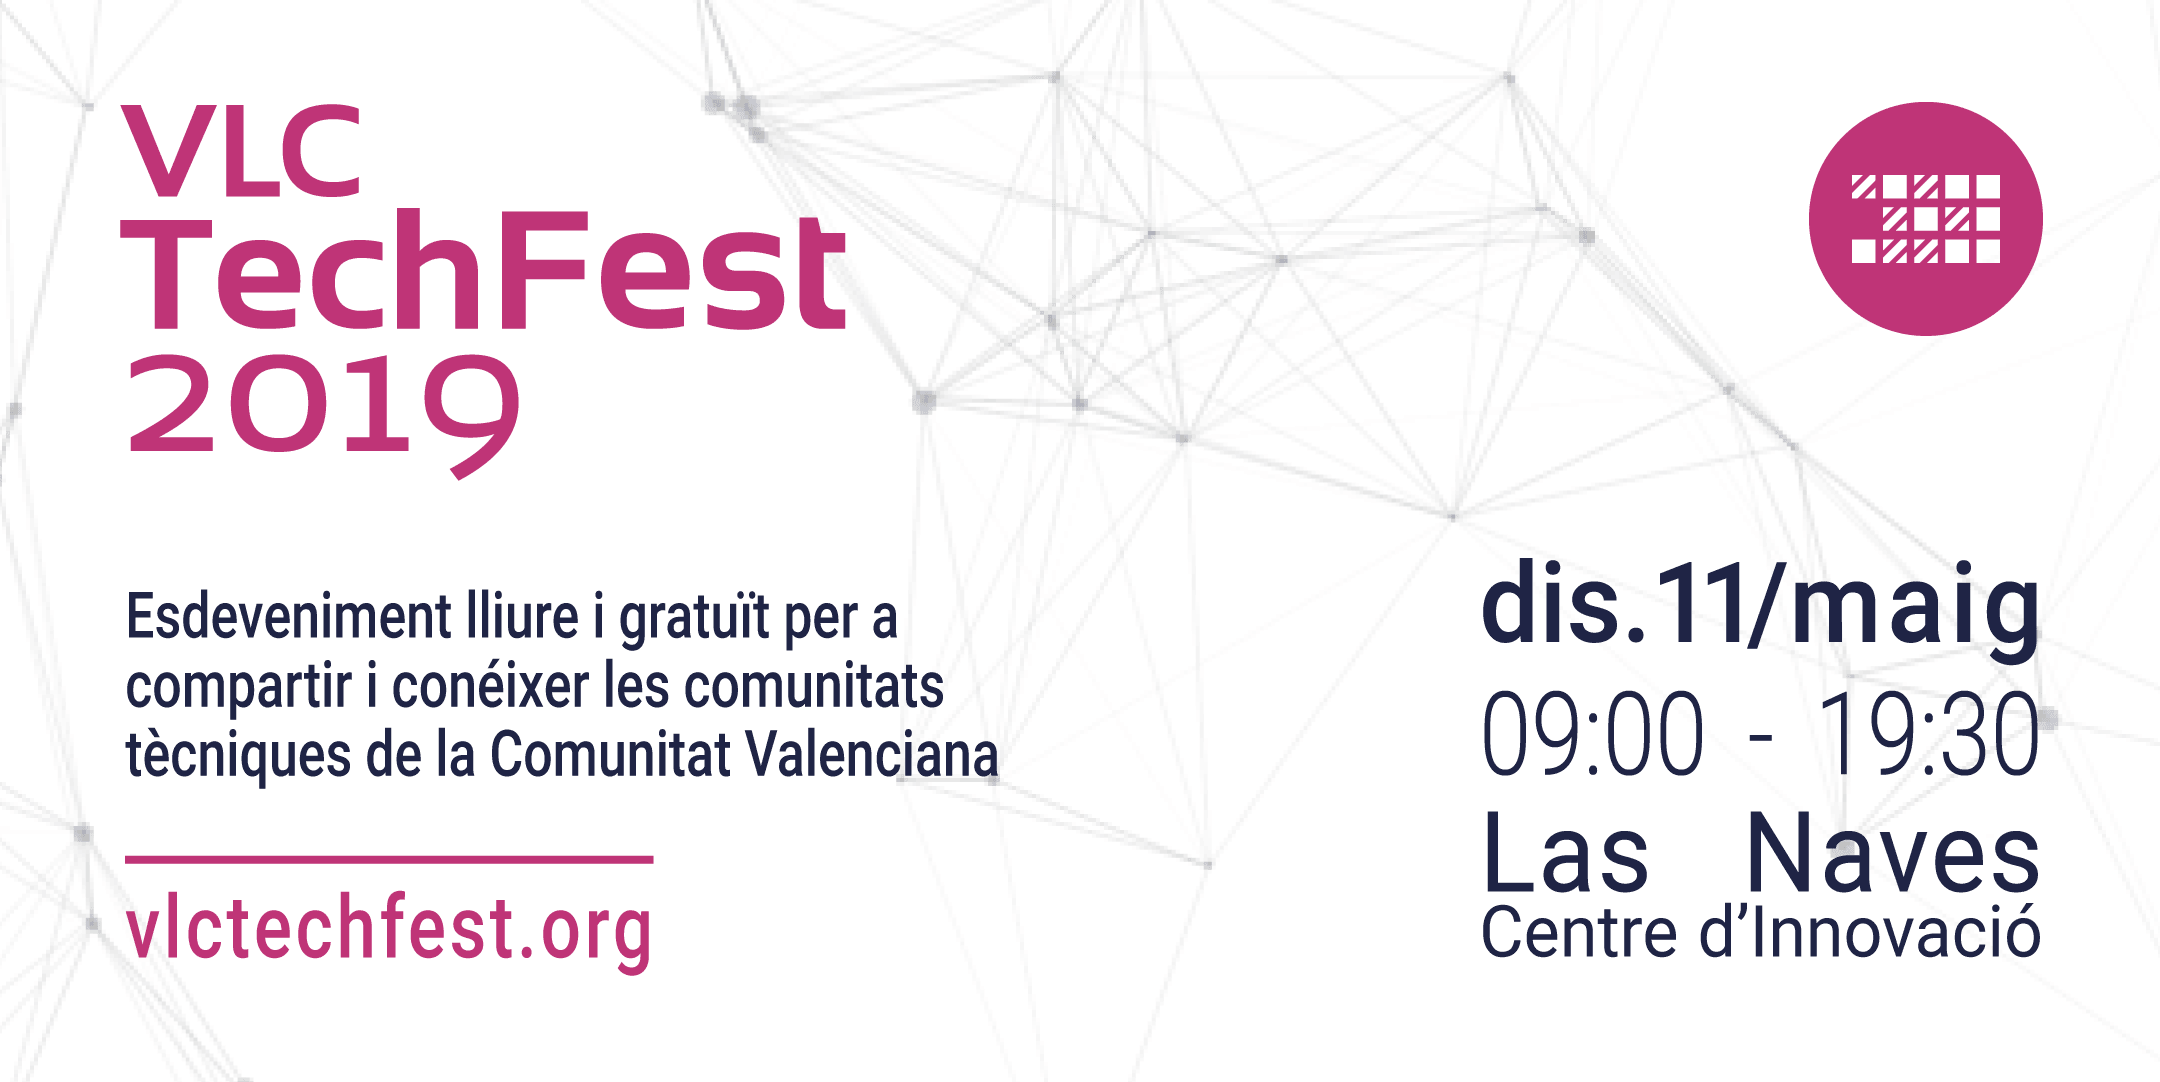 VLC
TechFest
2019
Esdeveniment lliure i gratuït per a
compartir i conéixer les comunitats
tècniques de la Comunitat Valenciana
vlctechfest.org
dis.11/maig
09:00 - 19:30
Las Naves
Centre d’Innovació